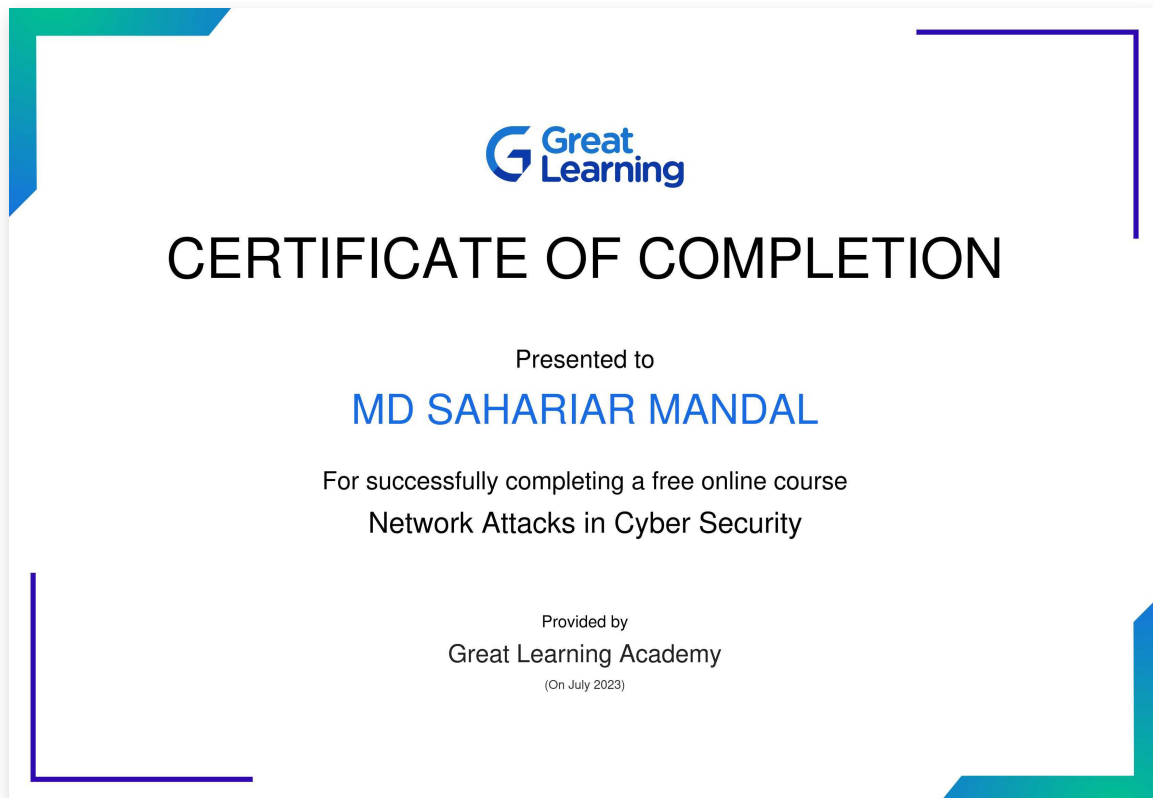 Great
Learning
CERTIFICATE OF COMPLETION
Presented to
MD SAHARIAR MANDAL
For successfully completing a free online course
Network Attacks in Cyber Security
Provided by
Great Learning Academy
(On July 2023)